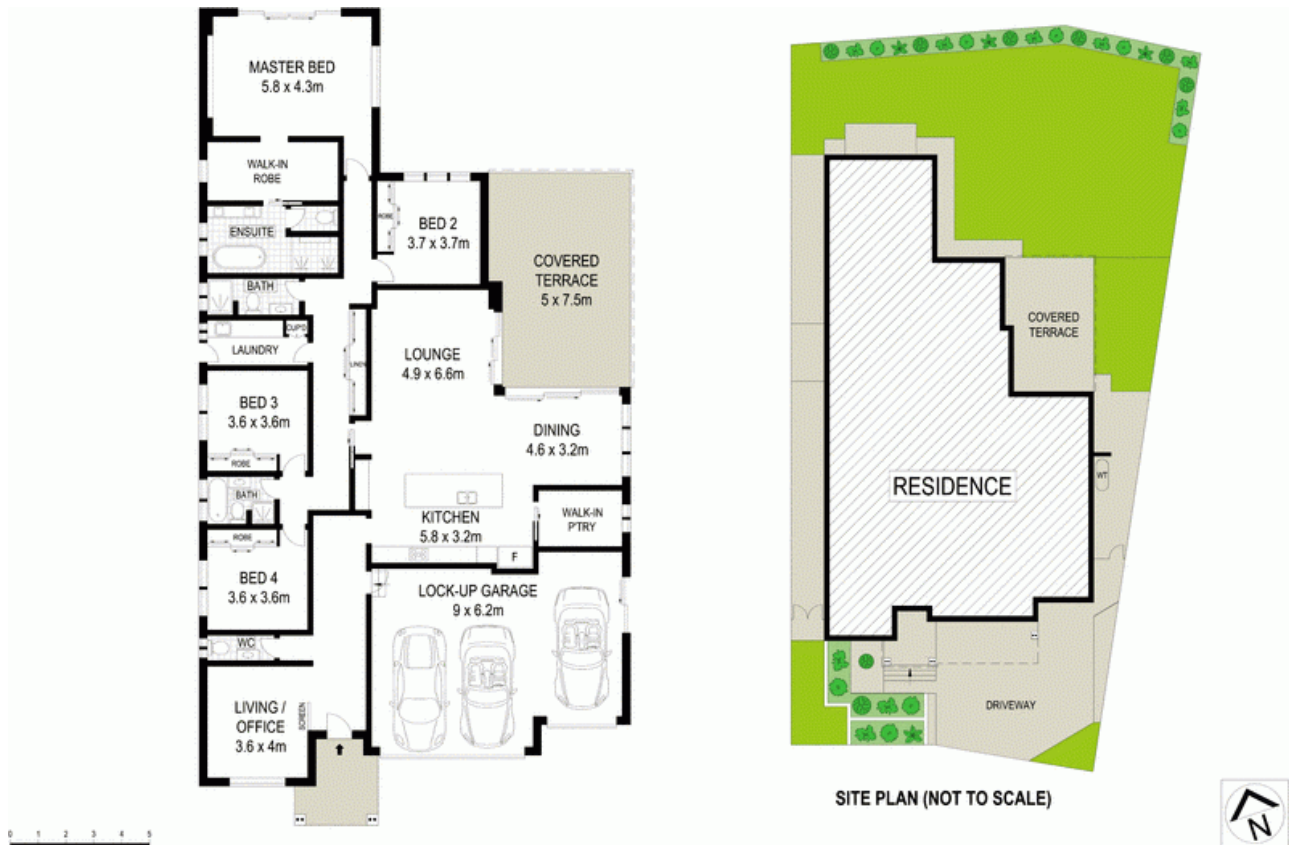 MASTER BED
5.8 x 4.3m
WALK-IN
ROBE
ENSUITE
ROBE
BED 2
3.7 x 3.7m
COVERED
TERRACE
5 x 7.5m
BATH
CUP'D
LAUNDRY
LINEN
LOUNGE
4.9 x 6.6m
BED 3
3.6 x 3.6m
ROBE
DINING
4.6 x 3.2m
BATH
KITCHEN
5.8 x 3.2m
WALK-IN
P'TRY
F
ROBE
BED 4
3.6 x 3.6m
LOCK-UP GARAGE
9 x 6.2m
WC
LIVING /
OFFICE
3.6 x 4m
SCREEN
0 1 2 3 4 5
COVERED
TERRACE
RESIDENCE
WT
DRIVEWAY
SITE PLAN (NOT TO SCALE)
N